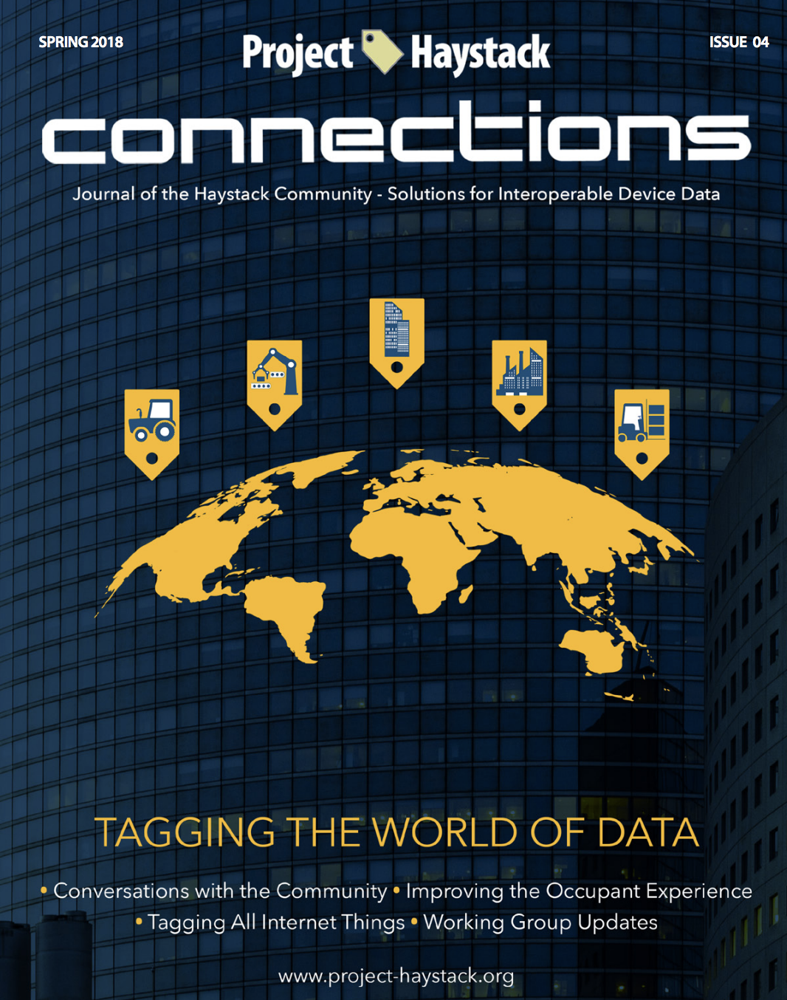 SPRING 2018
Project Haystack
ISSUE 04
connections
Journal of the Haystack Community - Solutions for Interoperable Device Data
TAGGING THE WORLD OF DATA
• Conversations with the Community • Improving the Occupant Experience
• Tagging All Internet Things • Working Group Updates
www.project-haystack.org